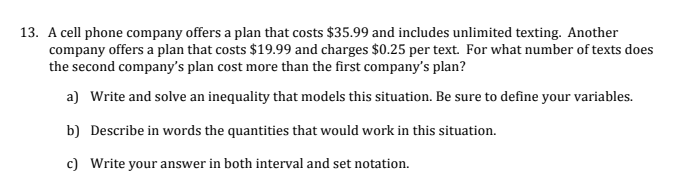 13. A cell phone company offers a plan that costs $35.99 and includes unlimited texting. Another
company offers a plan that costs $19.99 and charges $0.25 per text. For what number of texts does
the second company's plan cost more than the first company's plan?
a) Write and solve an inequality that models this situation. Be sure to define your variables.
b) Describe in words the quantities that would work in this situation.
c) Write your answer in both interval and set notation.